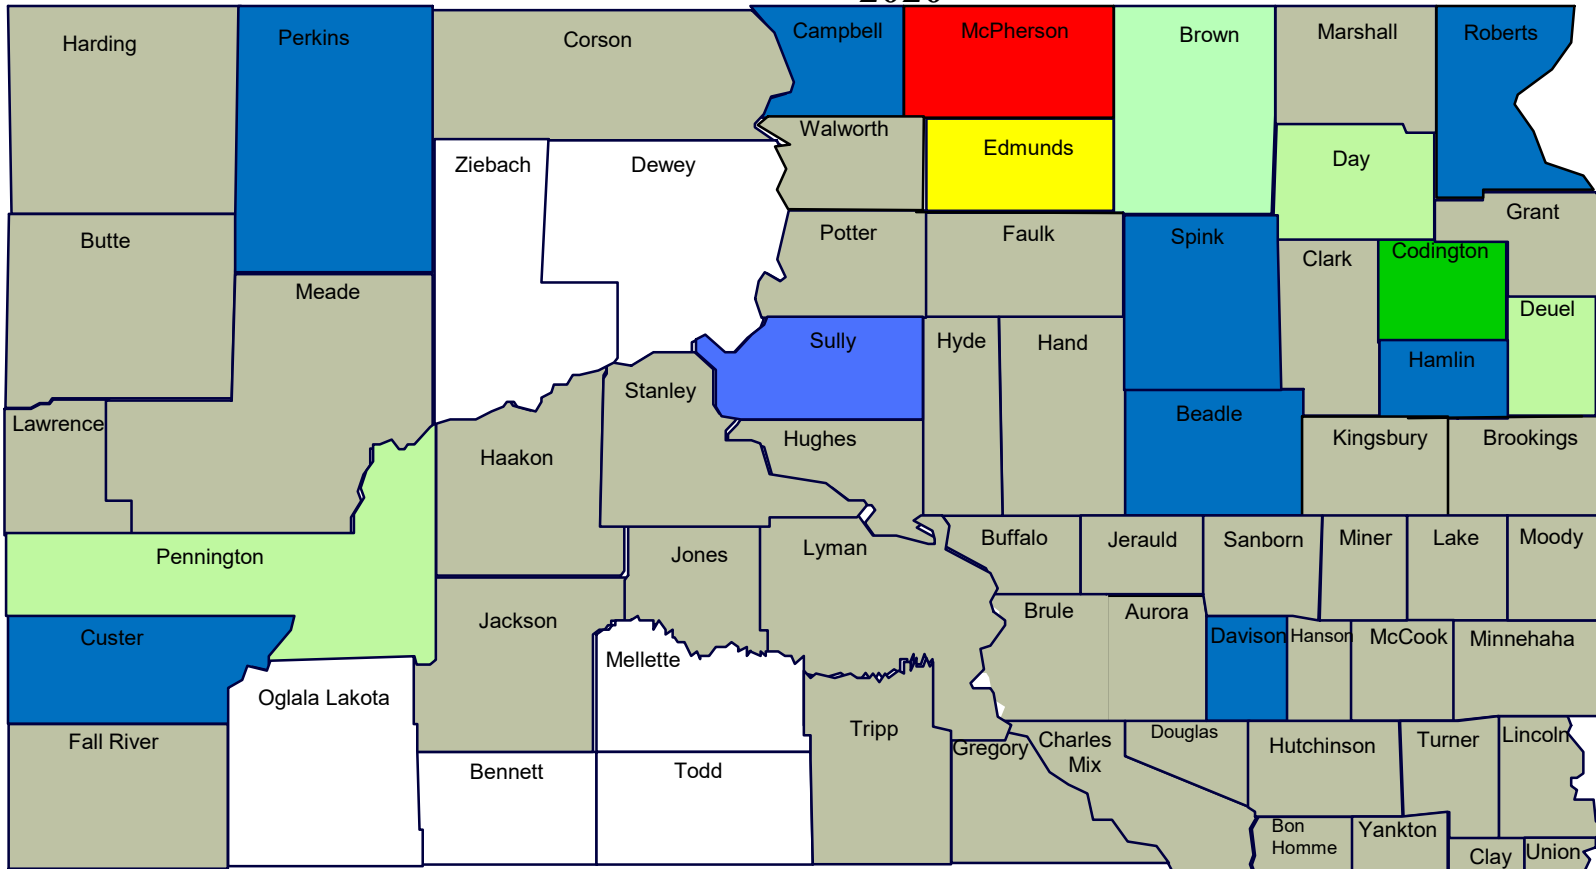 2020
Harding
Perkins
Corson
Campbell
McPherson
Brown
Marshall
Roberts
Walworth
Edmunds
Day
Ziebach
Dewey
Grant
Butte
Potter
Faulk
Spink
Clark
Codington
Meade
Deuel
Sully
Hyde
Hand
Hamlin
Lawrence
Stanley
Beadle
Hughes
Kingsbury
Brookings
Haakon
Pennington
Jones
Lyman
Buffalo
Jerauld
Sanborn
Miner
Lake
Moody
Custer
Jackson
Brule
Aurora
Davison
Hanson
McCook
Minnehaha
Mellette
Oglala Lakota
Fall River
Tripp
Gregory
Charles
Mix
Douglas
Hutchinson
Turner
Lincoln
Bennett
Todd
Bon
Homme
Yankton
Clay
Union